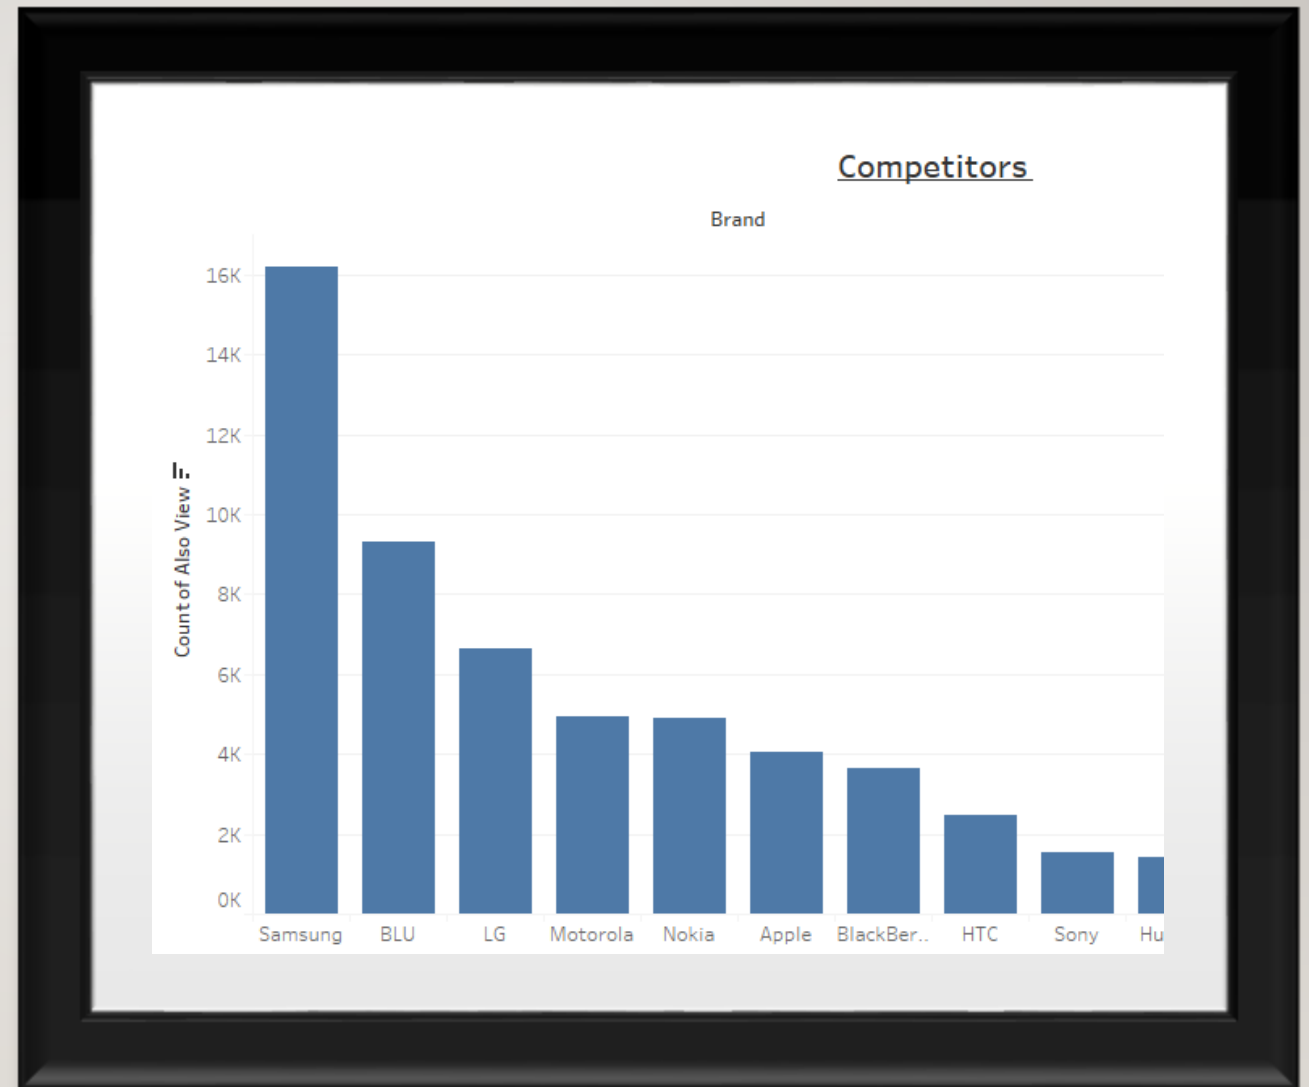 Competitors
Brand
Count of Also View
16K
14K
12K
10K
8K
6K
4K
2K
0K
Samsung BLU LG Motorola Nokia Apple BlackBer.. HTC Sony Hu